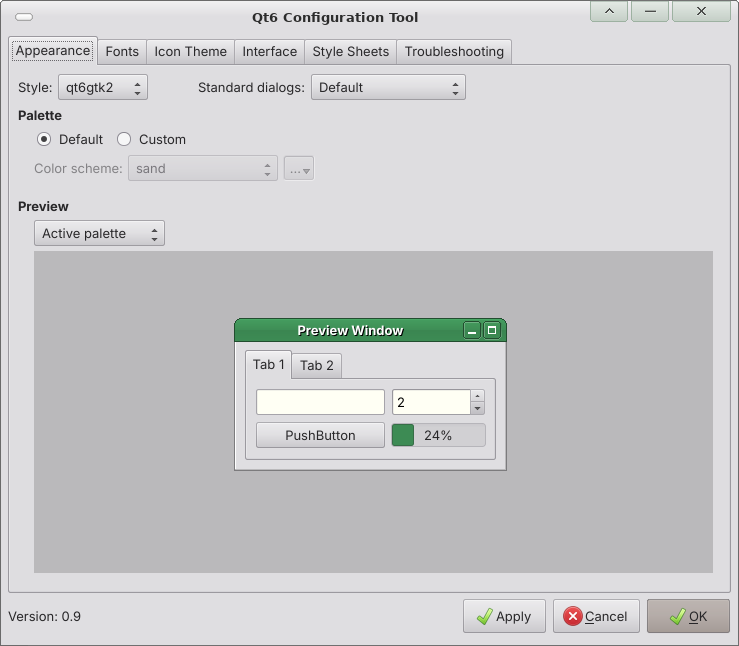 Qt6 Configuration Tool
Appearance Fonts Icon Theme Interface Style Sheets Troubleshooting
Style: qt6gtk2 Standard dialogs: Default
Palette
Default Custom
Color scheme: sand ...
Preview
Active palette
Preview Window
Tab 1 Tab 2
2
PushButton 24%
Version: 0.9 Apply Cancel OK